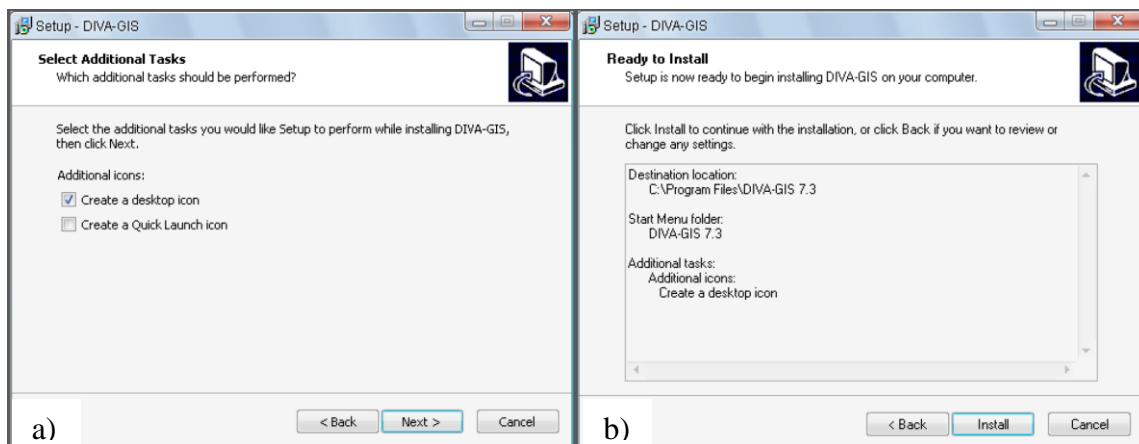 Setup - DIVA-GIS
Select Additional Tasks
Which additional tasks should be performed?
Select the additional tasks you would like Setup to perform while installing DIVA-GIS,
then click Next.
Additional icons:
Create a desktop icon
Create a Quick Launch icon
< Back
Next >
Cancel
a)
Setup - DIVA-GIS
Ready to Install
Setup is now ready to begin installing DIVA-GIS on your computer.
Click Install to continue with the installation, or click Back if you want to review or
change any settings.
Destination location:
C:\Program Files\DIVA-GIS 7.3
Start Menu folder:
DIVA-GIS 7.3
Additional tasks:
Additional icons:
Create a desktop icon
< Back
Install
Cancel
b)